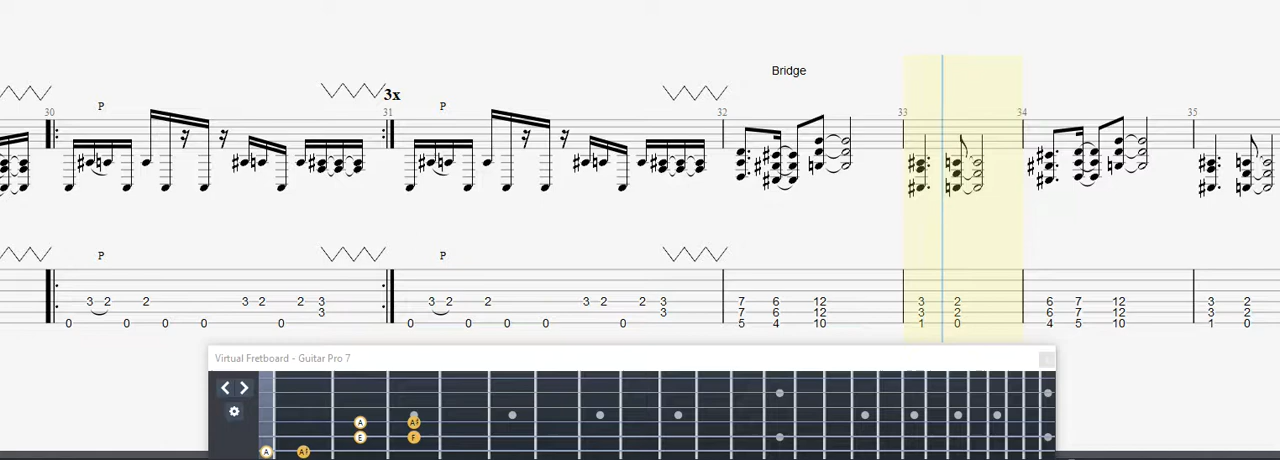 Bridge
P 3x P
30 31 32 33 34 35
P P
3 2 2 3 2 2 3 3 2 2 3 2 2 3 7 6 12 3 2 6 7 12 3 2
3 3 7 6 12 3 2 6 7 12 3 2
0 0 0 0 0 0 0 0 0 0 5 4 10 1 0 4 5 10 1 0
Virtual Fretboard - Guitar Pro 7
A A♯
E F
A A♯